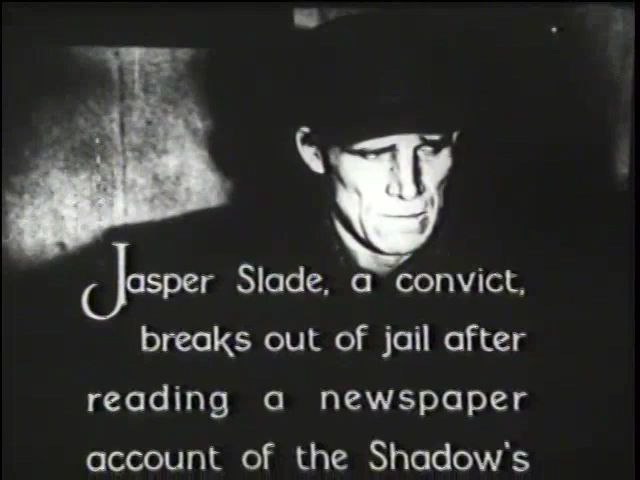 Jasper Slade, a convict,
breaks out of jail after
reading a newspaper
account of the Shadow's